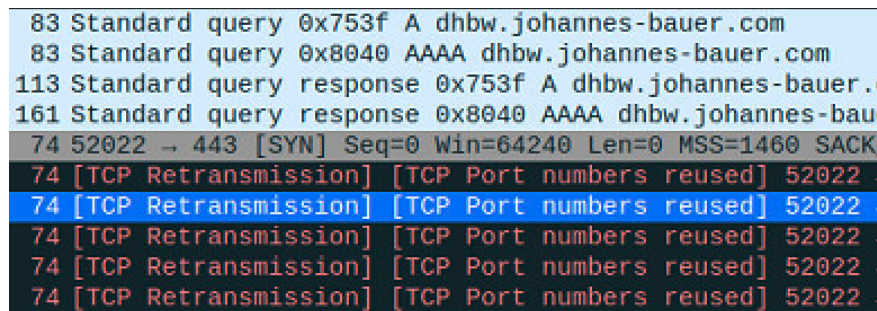 83 Standard query 0x753f A dhbw.johannes-bauer.com
83 Standard query 0x8040 AAAA dhbw.johannes-bauer.com
113 Standard query response 0x753f A dhbw.johannes-bauer.
161 Standard query response 0x8040 AAAA dhbw.johannes-bau
74 52022 → 443 [SYN] Seq=0 Win=64240 Len=0 MSS=1460 SACK
74 [TCP Retransmission] [TCP Port numbers reused] 52022
74 [TCP Retransmission] [TCP Port numbers reused] 52022
74 [TCP Retransmission] [TCP Port numbers reused] 52022
74 [TCP Retransmission] [TCP Port numbers reused] 52022
74 [TCP Retransmission] [TCP Port numbers reused] 52022